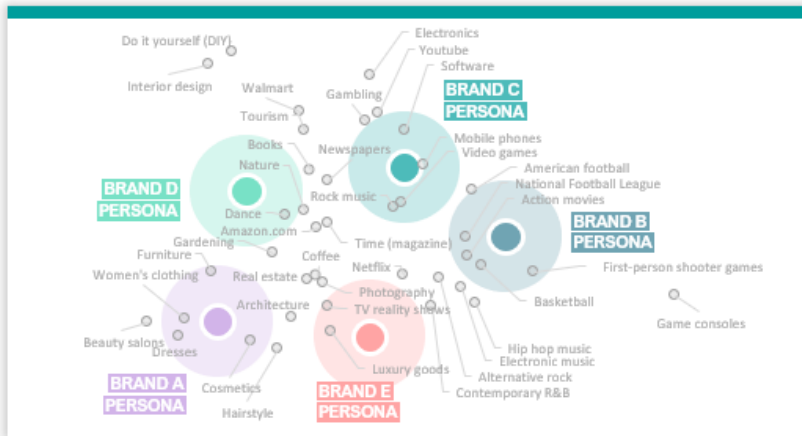 Electronics
Do it yourself (DIY)
Youtube
Software
Interior design
Walmart
Gambling
BRAND C
PERSONA
Tourism
Books
Newspapers
Mobile phones
Video games
Nature
American football
BRAND D
PERSONA
Rock music
National Football League
Action movies
Dance
BRAND B
PERSONA
Amazon.com
Gardening
Time (magazine)
Furniture
Coffee
Netflix
First-person shooter games
Women's clothing
Real estate
Photography
Basketball
Architecture
TV reality shows
Game consoles
Beauty salons
Dresses
Hip hop music
Electronic music
Luxury goods
Alternative rock
BRAND A
PERSONA
Cosmetics
BRAND E
PERSONA
Contemporary R&B
Hairstyle